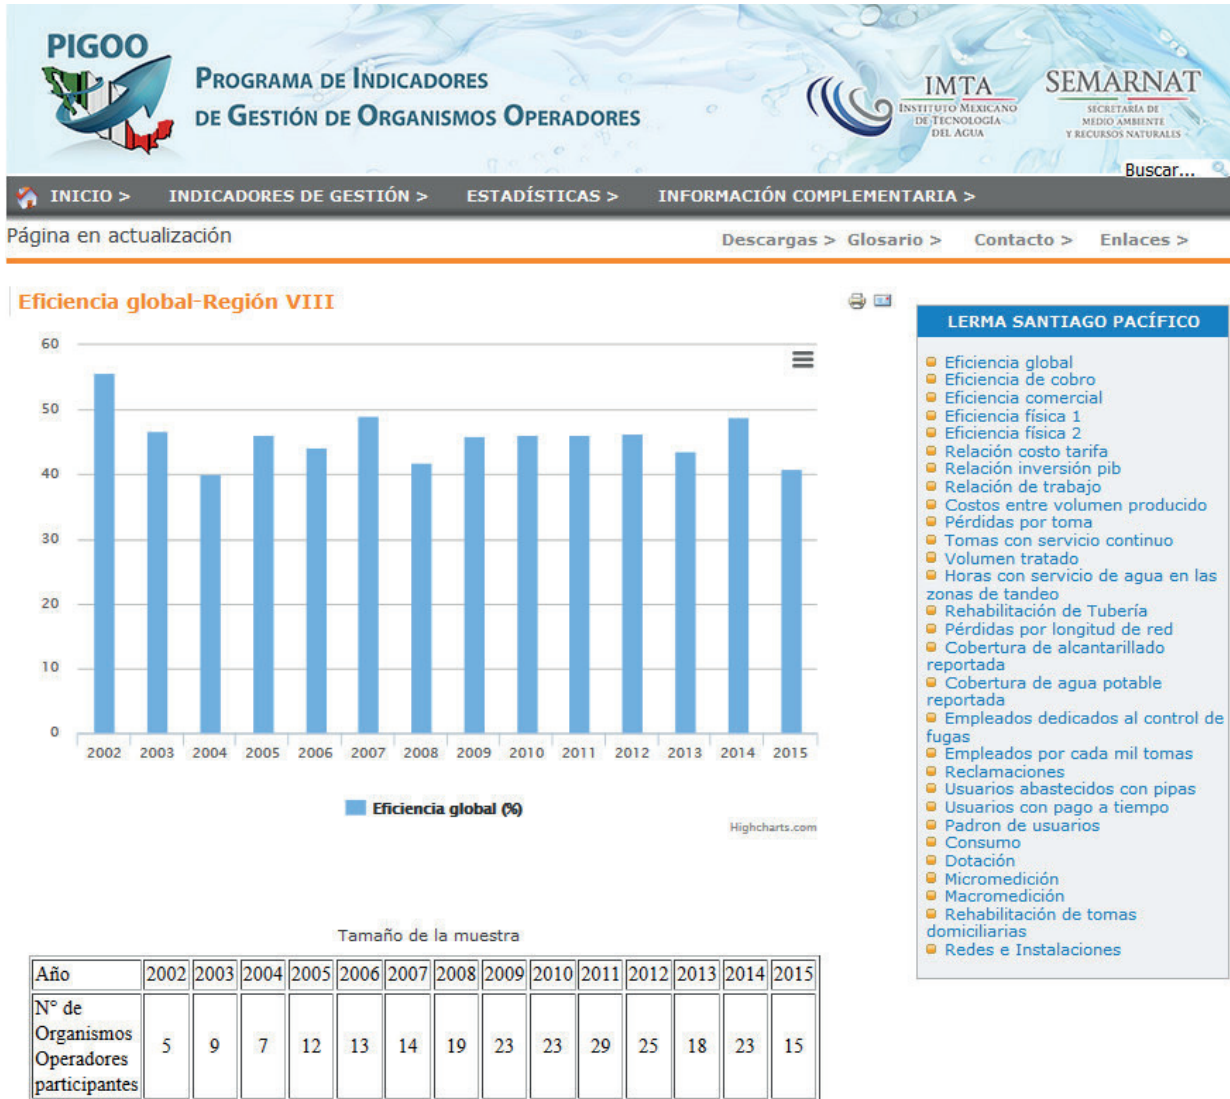 PIGOO
PROGRAMA DE INDICADORES
DE GESTIÓN DE ORGANISMOS OPERADORES
IMTA
INSTITUTO MEXICANO
DE TECNOLOGÍA
DEL AGUA
SEMARNAT
SECRETARÍA DE
MEDIO AMBIENTE
Y RECURSOS NATURALES
Buscar...
INICIO > INDICADORES DE GESTIÓN > ESTADÍSTICAS > INFORMACIÓN COMPLEMENTARIA >
Página en actualización
Descargas > Glosario > Contacto > Enlaces >
Eficiencia global-Región VIII
60
50
40
30
20
10
0
2002 2003 2004 2005 2006 2007 2008 2009 2010 2011 2012 2013 2014 2015
Eficiencia global (%)
Highcharts.com
Tamaño de la muestra
Año 2002 2003 2004 2005 2006 2007 2008 2009 2010 2011 2012 2013 2014 2015
N° de
Organismos
Operadores
participantes
5 9 7 12 13 14 19 23 23 29 25 18 23 15
LERMA SANTIAGO PACÍFICO
Eficiencia global
Eficiencia de cobro
Eficiencia comercial
Eficiencia física 1
Eficiencia física 2
Relación costo tarifa
Relación inversión pib
Relación de trabajo
Costos entre volumen producido
Pérdidas por toma
Tomas con servicio continuo
Volumen tratado
Horas con servicio de agua en las
zonas de tandeo
Rehabilitación de Tubería
Pérdidas por longitud de red
Cobertura de alcantarillado
reportada
Cobertura de agua potable
reportada
Empleados dedicados al control de
fugas
Empleados por cada mil tomas
Reclamaciones
Usuarios abastecidos con pipas
Usuarios con pago a tiempo
Padron de usuarios
Consumo
Dotación
Micromedición
Macromedición
Rehabilitación de tomas
domiciliarias
Redes e Instalaciones